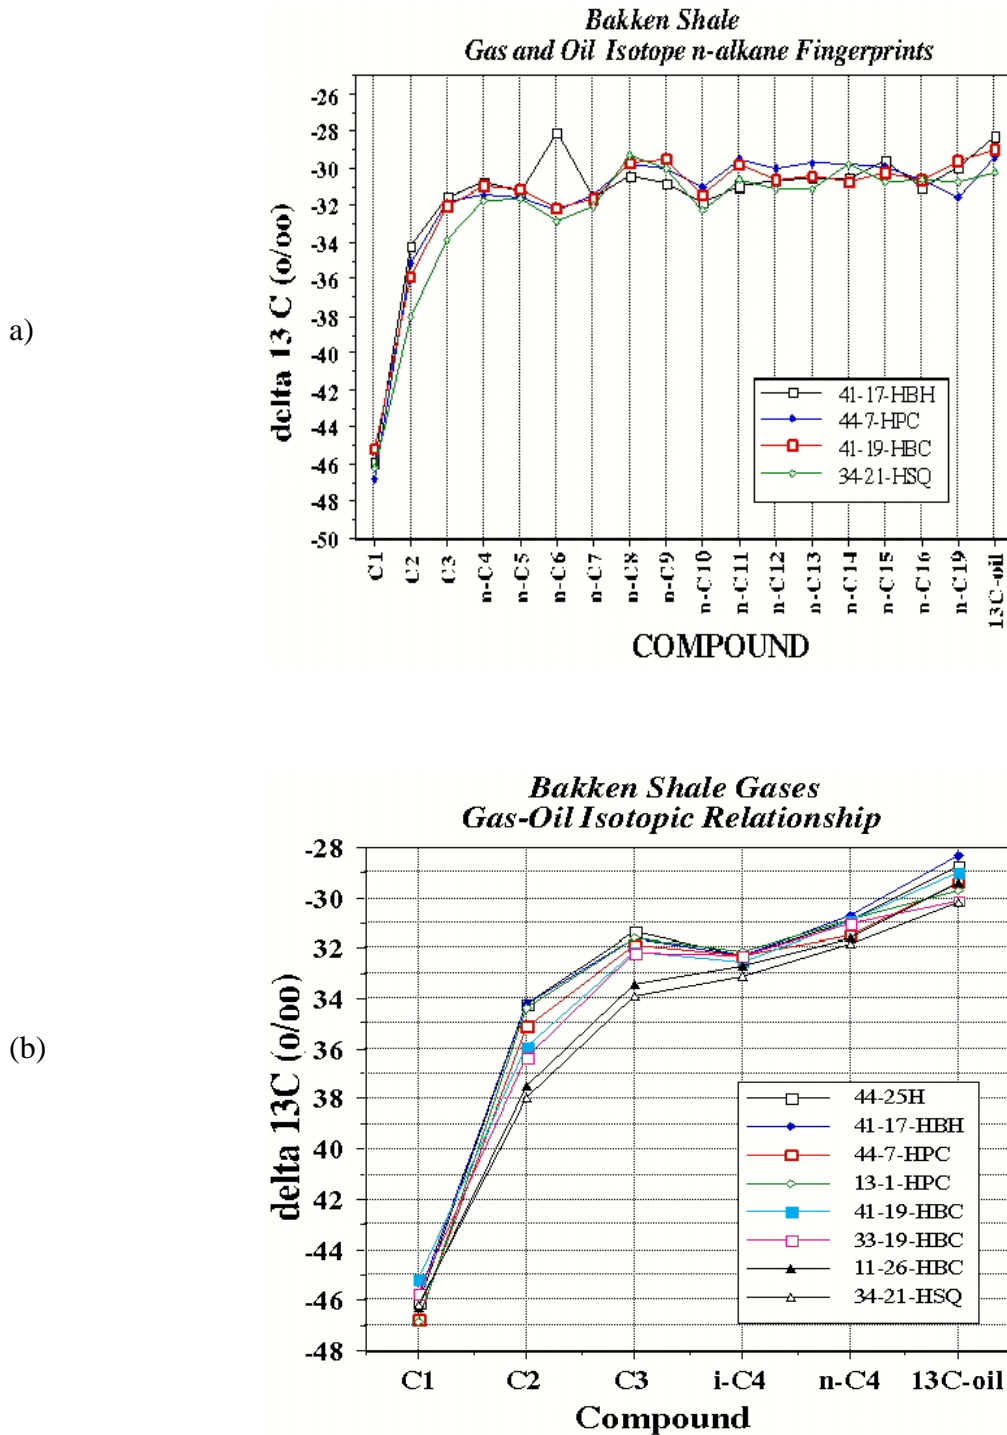 Bakken Shale
Gas and Oil Isotope n-alkane Fingerprints
a)
delta 13 C (o/oo)
-26
-28
-30
-32
-34
-36
-38
-40
-42
-44
-46
-48
-50
41-17-HBH
44-7-HPC
41-19-HBC
34-21-HSQ
C1
C2
C3
n-C4
n-C5
n-C6
n-C7
n-C8
n-C9
n-C10
n-C11
n-C12
n-C13
n-C14
n-C15
n-C16
n-C19
13C-oil
COMPOUND
Bakken Shale Gases
Gas-Oil Isotopic Relationship
(b)
delta 13C (o/oo)
-28
-30
32
34
36
38
40
42
-44
-46
-48
44-25H
41-17-HBH
44-7-HPC
13-1-HPC
41-19-HBC
33-19-HBC
11-26-HBC
34-21-HSQ
C1 C2 C3 i-C4 n-C4 13C-oil
Compound